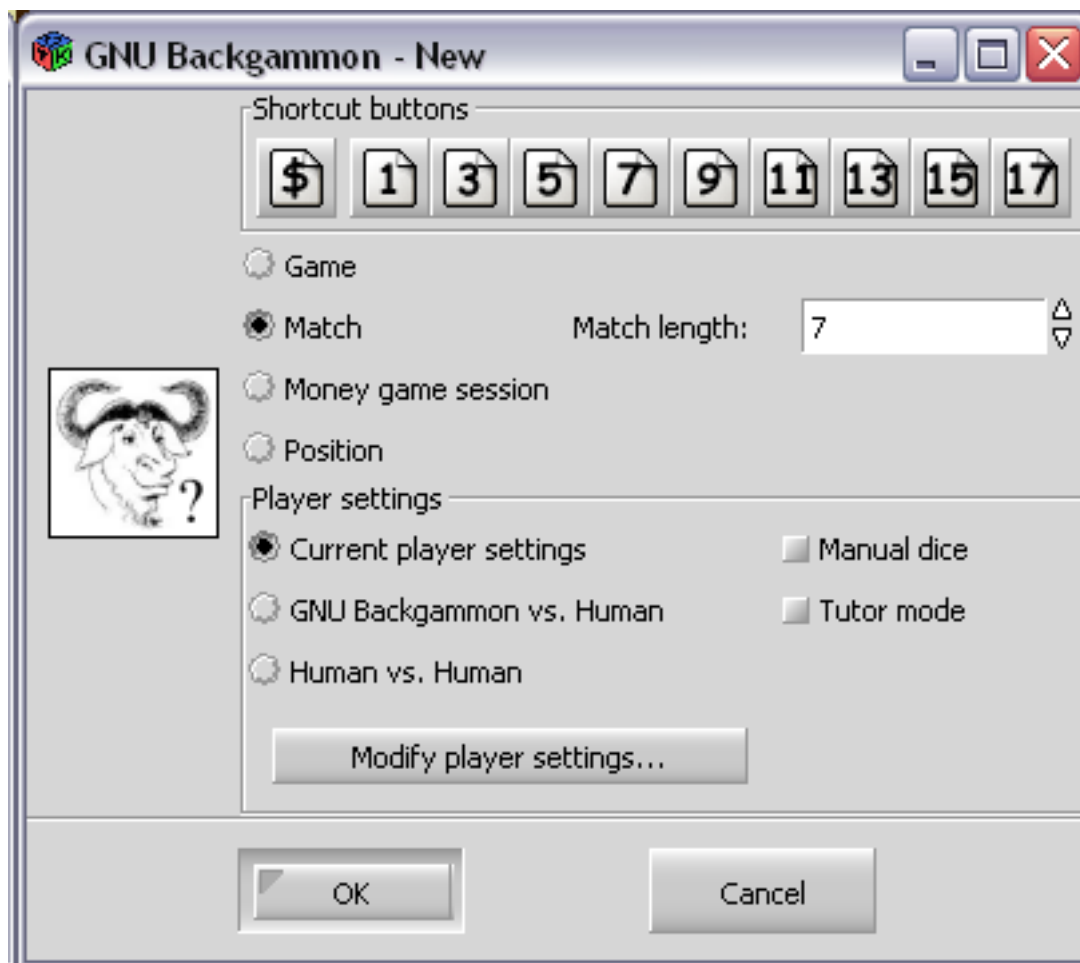 GNU Backgammon - New
Shortcut buttons
$ 1 3 5 7 9 11 13 15 17
Game
Match Match length: 7
Money game session
Position
?
Player settings
Current player settings Manual dice
GNU Backgammon vs. Human Tutor mode
Human vs. Human
Modify player settings...
OK Cancel